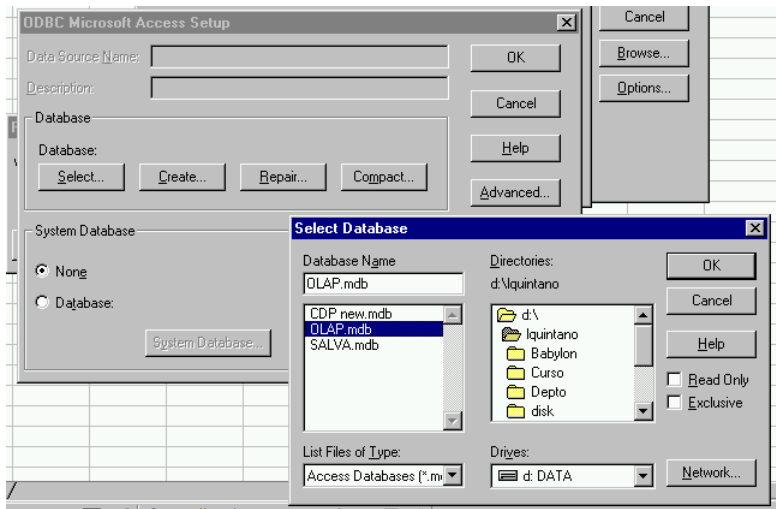 ODBC Microsoft Access Setup
Data Source Name:
Description:
OK
Cancel
Help
Advanced...
Database
Database:
Select...
Create...
Repair...
Compact...
System Database
None
Database:
System Database...
Cancel
Browse...
Options...
Select Database
Database Name
OLAP.mdb
CDP new.mdb
OLAP.mdb
SALVA.mdb
List Files of Type:
Access Databases (*.m
Directories:
d:\lquintano
d:\
lquintano
Babylon
Curso
Depto
disk
Drives:
d: DATA
OK
Cancel
Help
Read Only
Exclusive
Network...